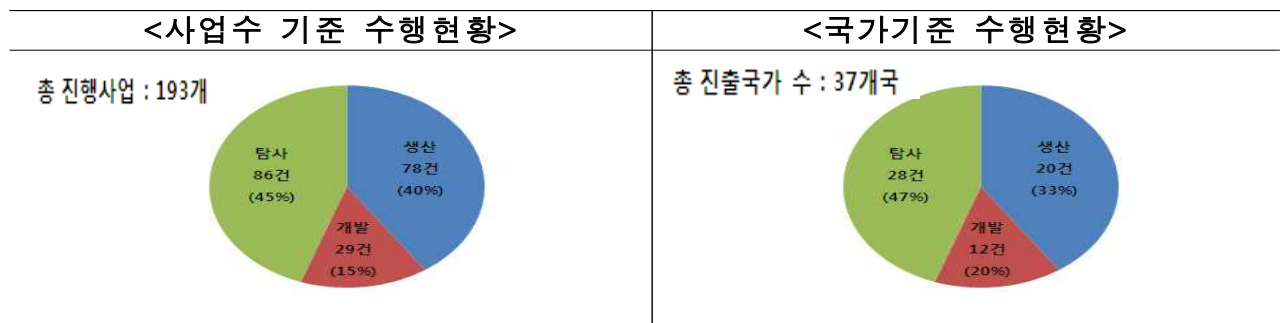 <사업수 기준 수행현황>
<국가기준 수행현황>
총 진행사업 : 193개
탐사
86건
(45%)
생산
78건
(40%)
개발
29건
(15%)
총 진출국가 수 : 37개국
탐사
28건
(47%)
생산
20건
(33%)
개발
12건
(20%)